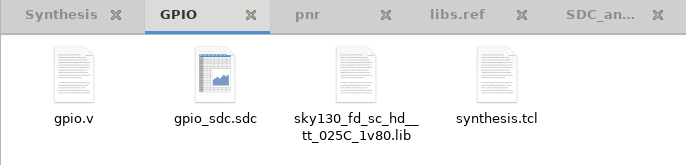 Synthesis GPIO pnr libs.ref SDC_an...
gpio.v gpio_sdc.sdc sky130_fd_sc_hd__ synthesis.tcl
tt_025C_1v80.lib